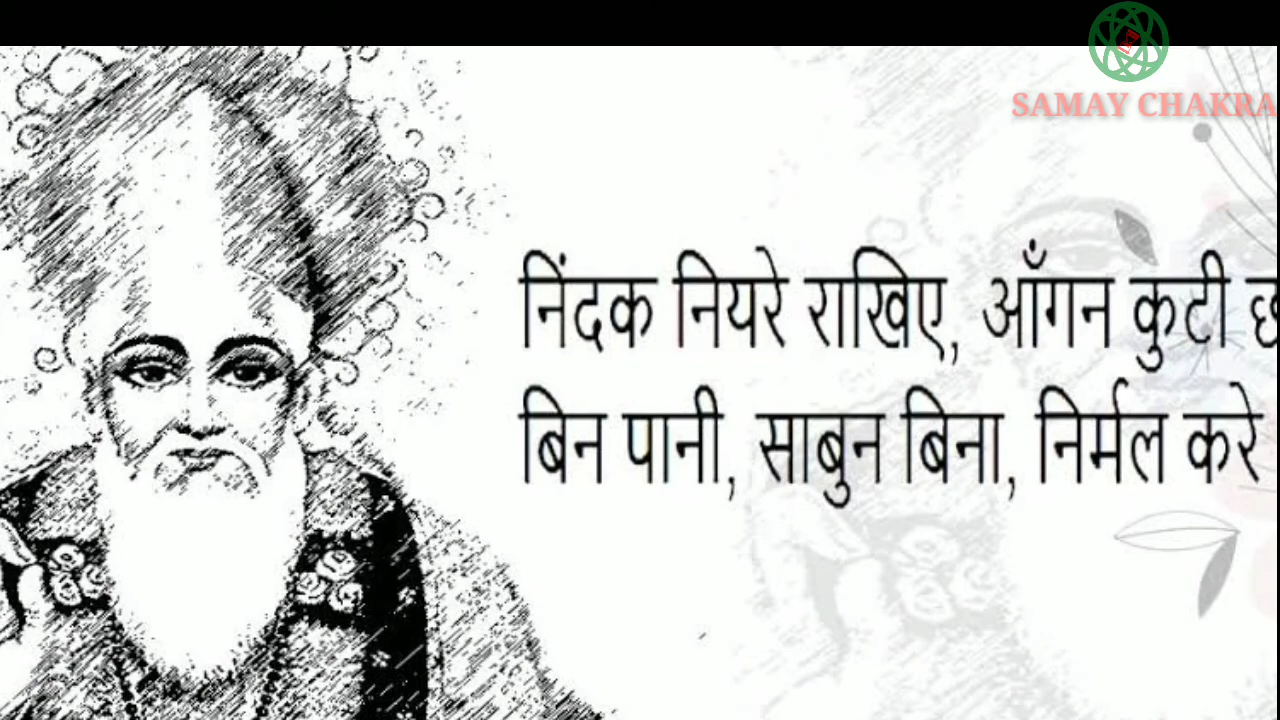 SAMAY CHAKRA
निंदक नियरे राखिए, आँगन कुटी
बिन पानी, साबुन बिना, निर्मल करे